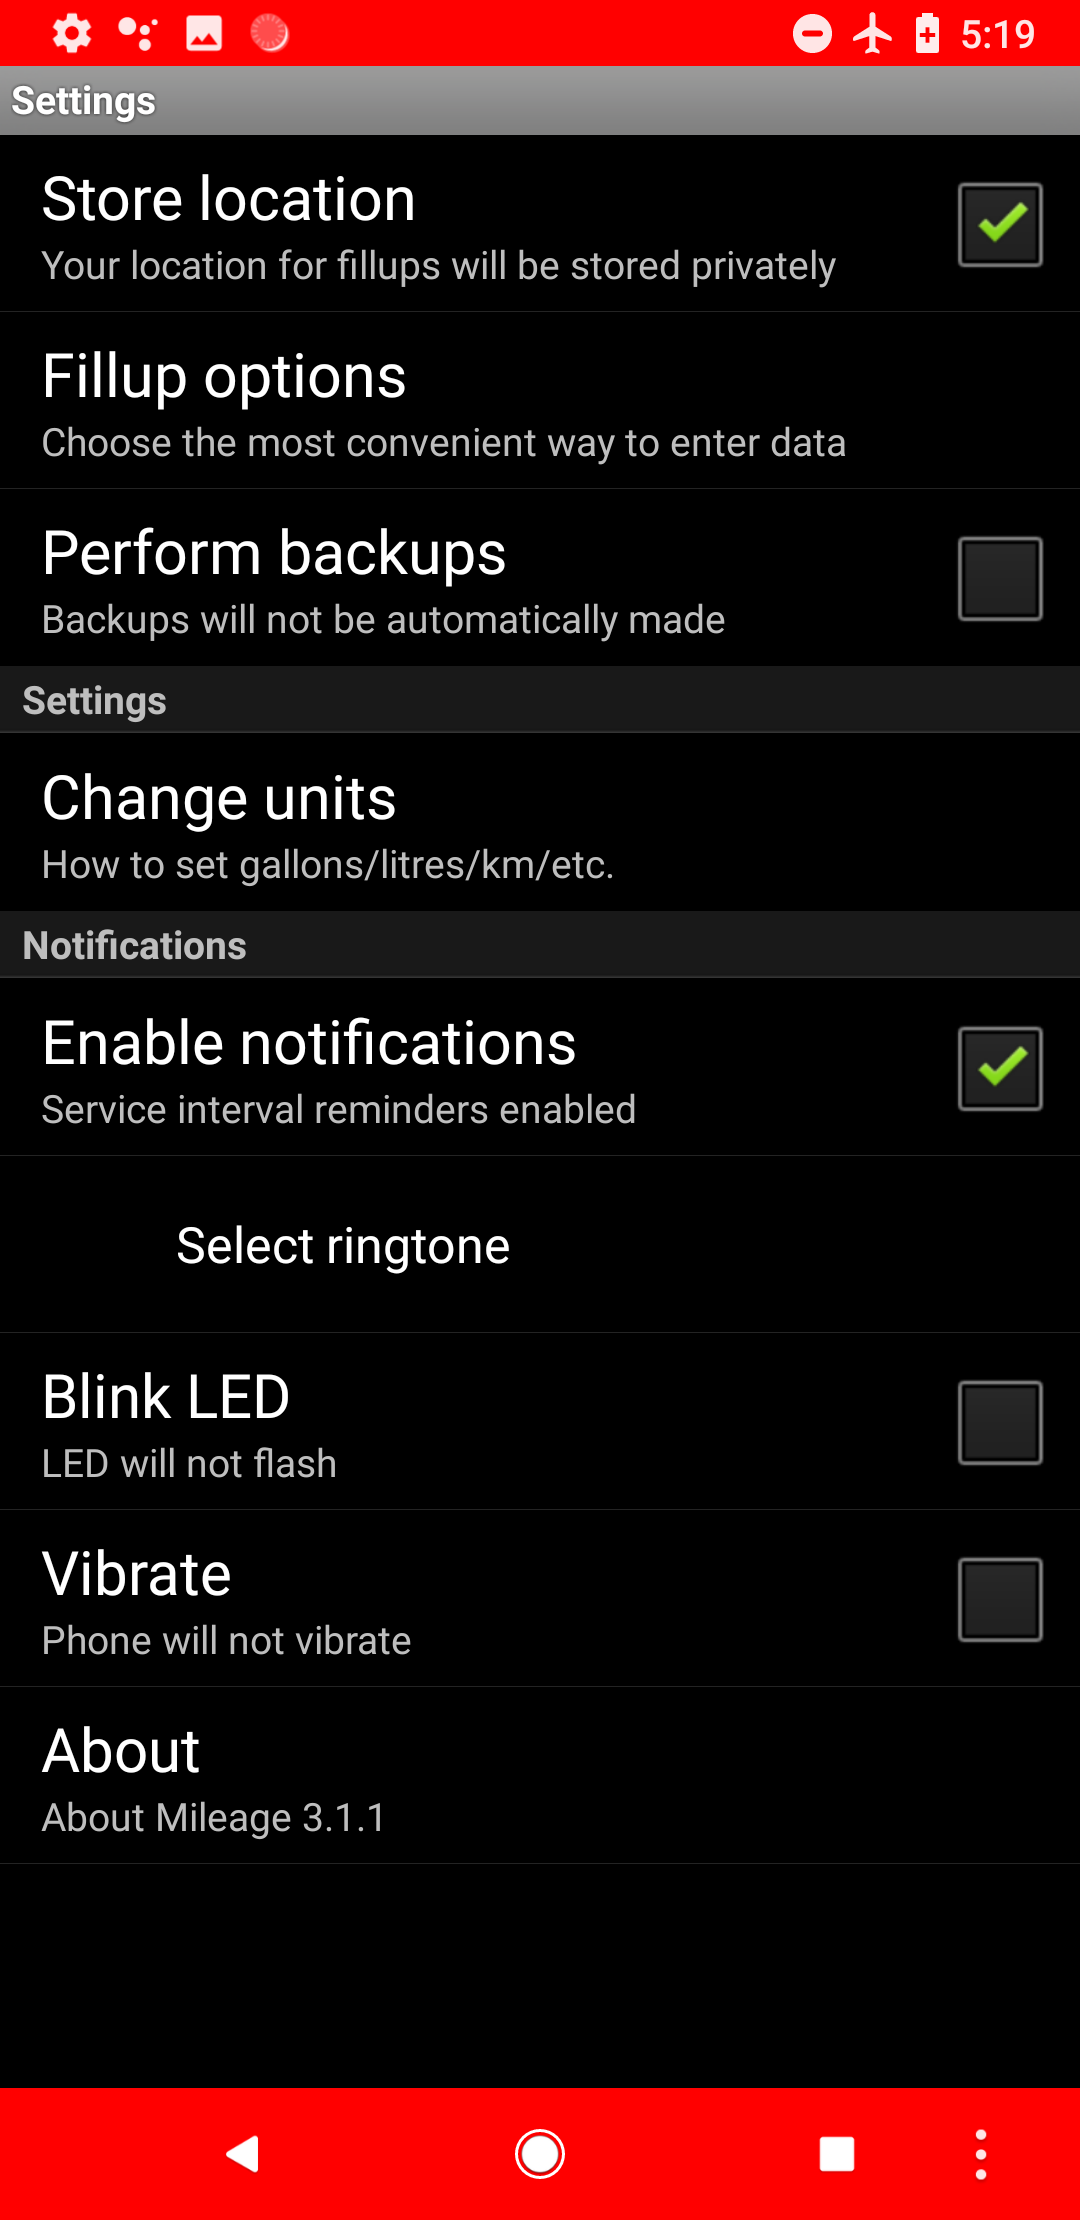 5:19
Settings
Store location
Your location for fillups will be stored privately
Fillup options
Choose the most convenient way to enter data
Perform backups
Backups will not be automatically made
Settings
Change units
How to set gallons/litres/km/etc.
Notifications
Enable notifications
Service interval reminders enabled
Select ringtone
Blink LED
LED will not flash
Vibrate
Phone will not vibrate
About
About Mileage 3.1.1